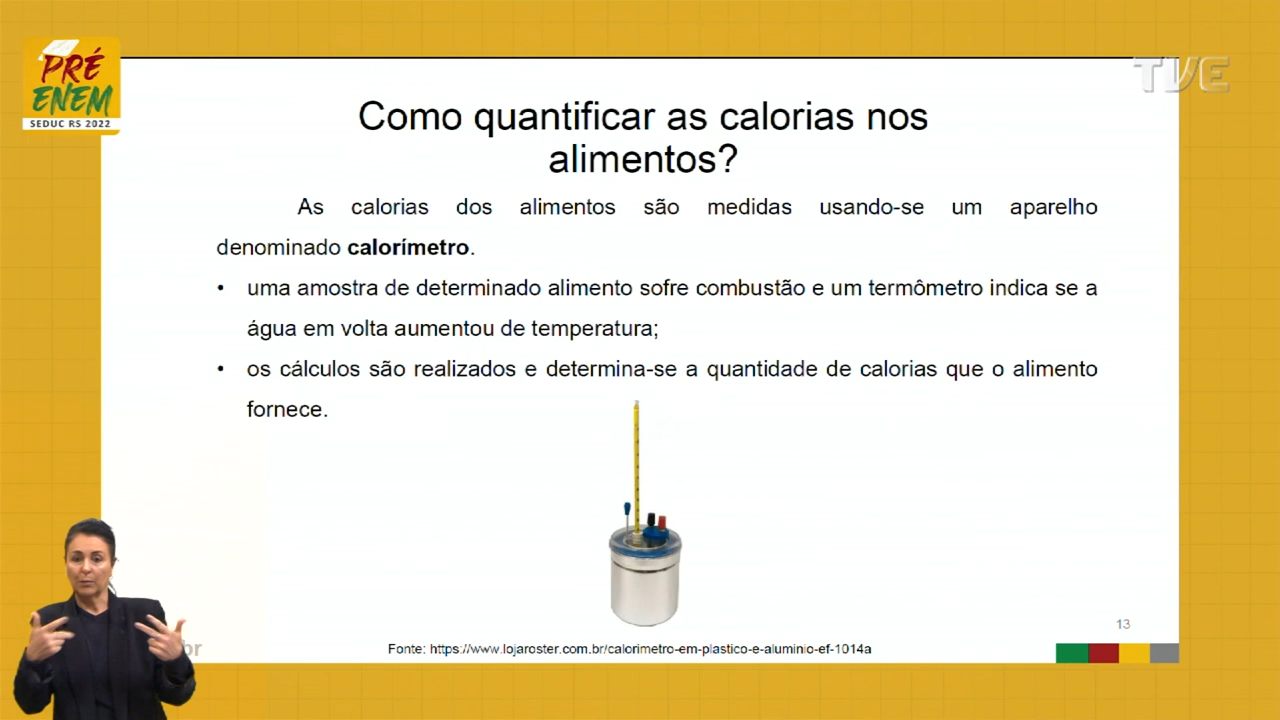 PRÉ
ENEM
SEDUC RS 2022
TVE
Como quantificar as calorias nos
alimentos?
As calorias dos alimentos são medidas usando-se um aparelho
denominado calorímetro.
• uma amostra de determinado alimento sofre combustão e um termômetro indica se a
água em volta aumentou de temperatura;
• os cálculos são realizados e determina-se a quantidade de calorias que o alimento
fornece.
13
br
Fonte: https://www.lojaroster.com.br/calorimetro-em-plastico-e-aluminio-ef-1014a